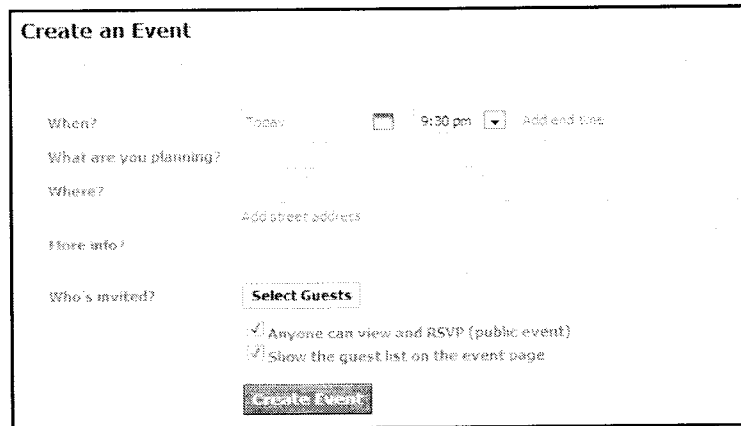 Create an Event
When? Today 9:30 pm Add end time
What are you planning?
Where?
Add street address
More info?
Who's invited? Select Guests
Anyone can view and RSVP (public event)
Show the guest list on the event page
Create Event